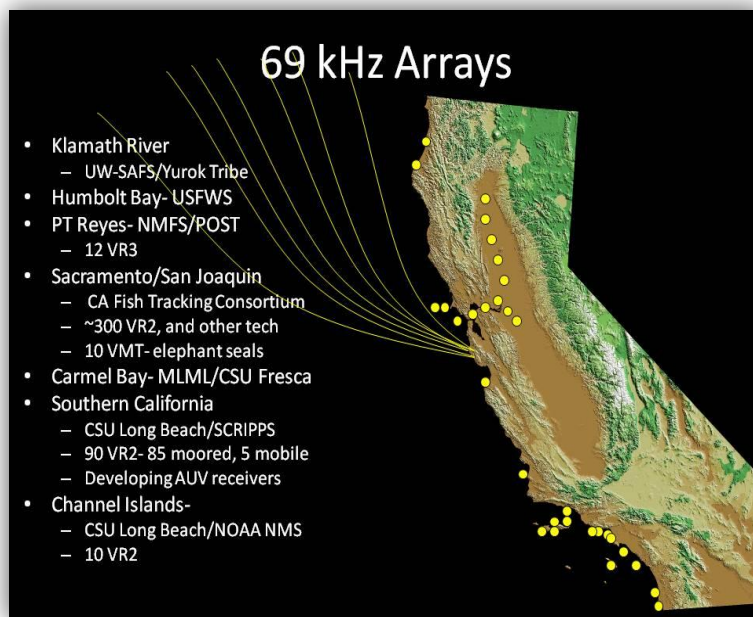 69 kHz Arrays
• Klamath River
– UW-SAFS/Yurok Tribe
• Humbolt Bay- USFWS
• PT Reyes- NMFS/POST
– 12 VR3
• Sacramento/San Joaquin
– CA Fish Tracking Consortium
– ~300 VR2, and other tech
– 10 VMT- elephant seals
• Carmel Bay- MLML/CSU Fresca
• Southern California
– CSU Long Beach/SCRIPPS
– 90 VR2- 85 moored, 5 mobile
– Developing AUV receivers
• Channel Islands-
– CSU Long Beach/NOAA NMS
– 10 VR2